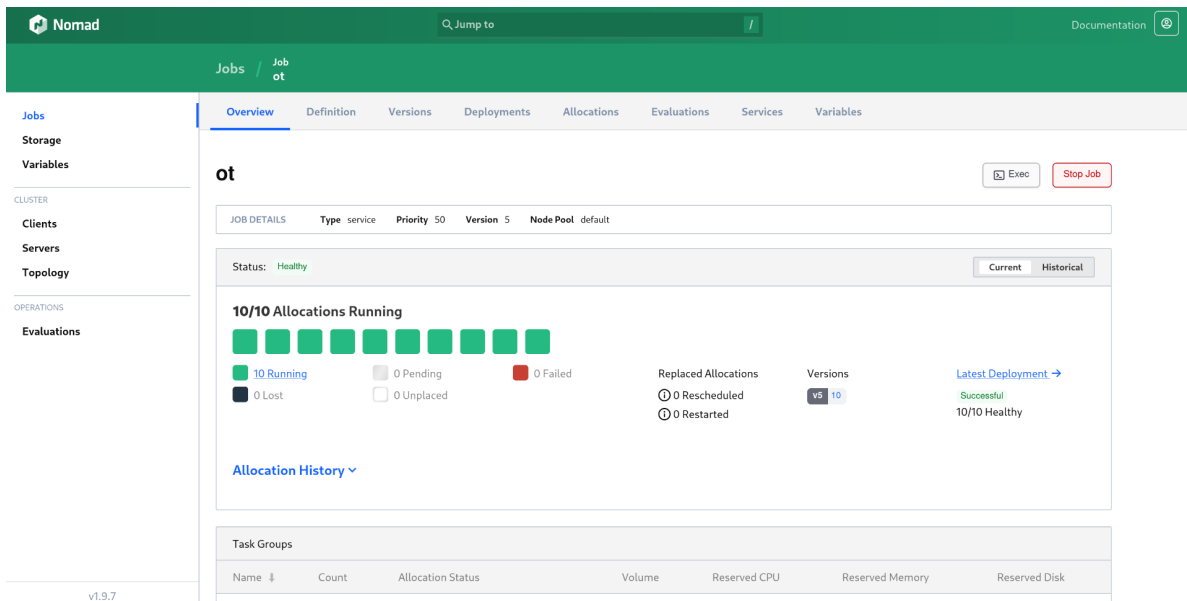 Nomad
Jump to
/
Documentation
Jobs / Job
ot
Jobs
Storage
Variables
CLUSTER
Clients
Servers
Topology
OPERATIONS
Evaluations
v1.9.7
Overview Definition Versions Deployments Allocations Evaluations Services Variables
ot
Exec Stop Job
JOB DETAILS Type service Priority 50 Version 5 Node Pool default
Status: Healthy
Current Historical
10/10 Allocations Running
10 Running 0 Pending 0 Failed
0 Lost 0 Unplaced
Replaced Allocations
0 Rescheduled
0 Restarted
Versions
v5 10
Latest Deployment →
Successful
10/10 Healthy
Allocation History
Task Groups
Name Count Allocation Status Volume Reserved CPU Reserved Memory Reserved Disk